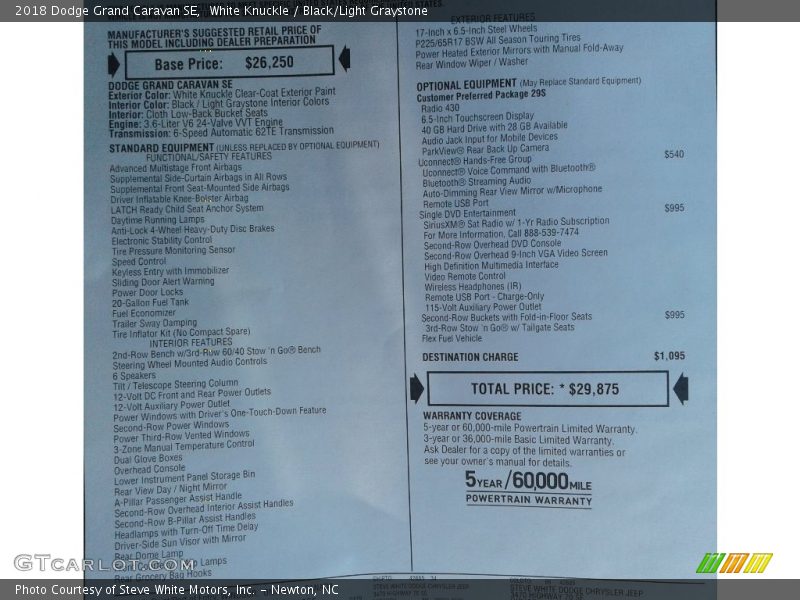 2018 Dodge Grand Caravan SE, White Knuckle / Black/Light Graystone
MANUFACTURER'S SUGGESTED RETAIL PRICE OF
THIS MODEL INCLUDING DEALER PREPARATION
Base Price: $26,250
DODGE GRAND CARAVAN SE
Exterior Color: White Knuckle Clear-Coat Exterior Paint
Interior Color: Black / Light Graystone Interior Colors
Interior: Cloth Low-Back Bucket Seats
Engine: 3.6-Liter V6 24-Valve VVT Engine
Transmission: 6-Speed Automatic 62TE Transmission
STANDARD EQUIPMENT (UNLESS REPLACED BY OPTIONAL EQUIPMENT)
FUNCTIONAL/SAFETY FEATURES
Advanced Multistage Front Airbags
Supplemental Side-Curtain Airbags in All Rows
Supplemental Front Seat-Mounted Side Airbags
Driver Inflatable Knee-Bolster Airbag
LATCH Ready Child Seat Anchor System
Daytime Running Lamps
Anti-Lock 4-Wheel Heavy-Duty Disc Brakes
Electronic Stability Control
Tire Pressure Monitoring Sensor
Speed Control
Keyless Entry with Immobilizer
Sliding Door Alert Warning
Power Door Locks
20-Gallon Fuel Tank
Fuel Economizer
Trailer Sway Damping
Tire Inflator Kit (No Compact Spare)
INTERIOR FEATURES
2nd-Row Bench w/3rd-Row 60/40 Stow 'n Go® Bench
Steering Wheel Mounted Audio Controls
6 Speakers
Tilt / Telescope Steering Column
12-Volt DC Front and Rear Power Outlets
12-Volt Auxiliary Power Outlet
Power Windows with Driver's One-Touch-Down Feature
Second-Row Power Windows
Power Third-Row Vented Windows
3-Zone Manual Temperature Control
Dual Glove Boxes
Overhead Console
Lower Instrument Panel Storage Bin
Rear View Day / Night Mirror
A-Pillar Passenger Assist Handle
Second-Row Overhead Interior Assist Handles
Second-Row B-Pillar Assist Handles
Headlamps with Turn-Off Time Delay
Driver-Side Sun Visor with Mirror
Rear Dome Lamp
Lamps
Rear Grocery Bag Hooks
EXTERIOR FEATURES
17-Inch x 6.5-Inch Steel Wheels
P225/65R17 BSW All Season Touring Tires
Power Heated Exterior Mirrors with Manual Fold-Away
Rear Window Wiper / Washer
OPTIONAL EQUIPMENT (May Replace Standard Equipment)
Customer Preferred Package 29S
Radio 430
6.5-Inch Touchscreen Display
40 GB Hard Drive with 28 GB Available
Audio Jack Input for Mobile Devices
ParkView® Rear Back Up Camera
Uconnect® Hands-Free Group $540
Uconnect® Voice Command with Bluetooth®
Bluetooth® Streaming Audio
Auto-Dimming Rear View Mirror w/Microphone
Remote USB Port
Single DVD Entertainment $995
SiriusXM® Sat Radio w/ 1-Yr Radio Subscription
For More Information, Call 888-539-7474
Second-Row Overhead DVD Console
Second-Row Overhead 9-Inch VGA Video Screen
High Definition Multimedia Interface
Video Remote Control
Wireless Headphones (IR)
Remote USB Port - Charge-Only
115-Volt Auxiliary Power Outlet
Second-Row Buckets with Fold-in-Floor Seats $995
3rd-Row Stow 'n Go® w/ Tailgate Seats
Flex Fuel Vehicle
DESTINATION CHARGE $1,095
TOTAL PRICE: * $29,875
WARRANTY COVERAGE
5-year or 60,000-mile Powertrain Limited Warranty.
3-year or 36,000-mile Basic Limited Warranty.
Ask Dealer for a copy of the limited warranties or
see your owner's manual for details.
5YEAR/60,000MILE
POWERTRAIN WARRANTY
STEVE WHITE DODGE CHRYSLER JEEP
STEVE WHITE DODGE CHRYSLER JEEP
GTCARLOT.COM
Photo Courtesy of Steve White Motors, Inc. - Newton, NC